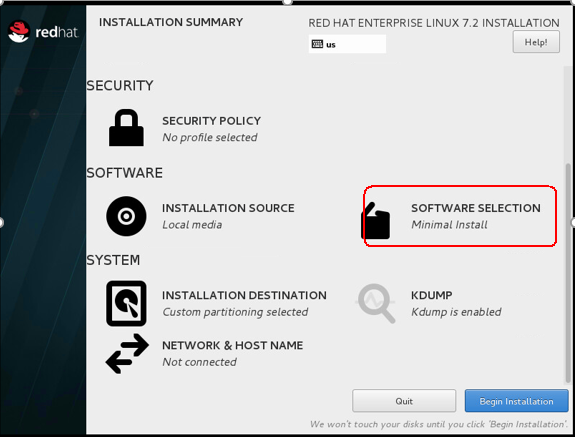 redhat
INSTALLATION SUMMARY
RED HAT ENTERPRISE LINUX 7.2 INSTALLATION
us
Help!
SECURITY
SECURITY POLICY
No profile selected
SOFTWARE
INSTALLATION SOURCE
Local media
SOFTWARE SELECTION
Minimal Install
SYSTEM
INSTALLATION DESTINATION
Custom partitioning selected
KDUMP
Kdump is enabled
NETWORK & HOST NAME
Not connected
Quit
Begin Installation
We won't touch your disks until you click 'Begin Installation'.